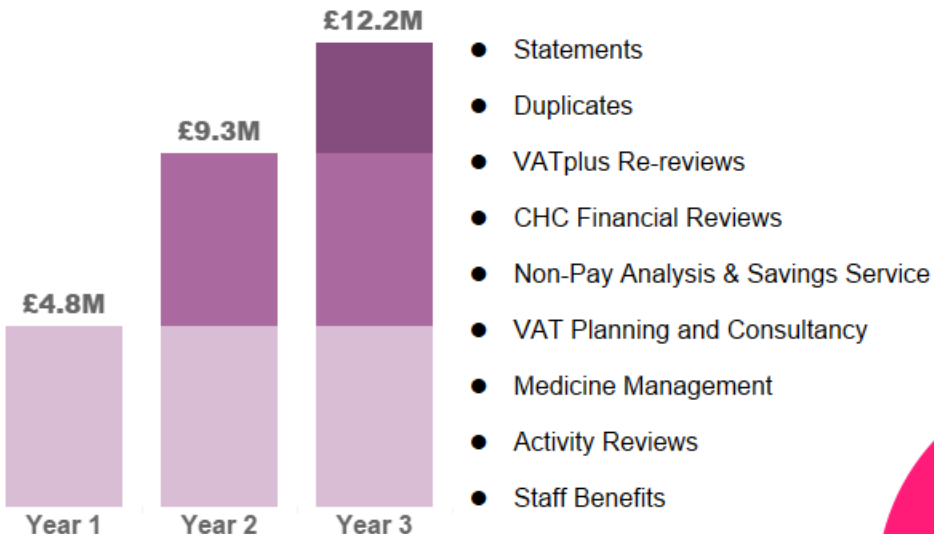 £12.2M
£9.3M
£4.8M
Year 1
Year 2
Year 3
● Statements
● Duplicates
● VATplus Re-reviews
● CHC Financial Reviews
● Non-Pay Analysis & Savings Service
● VAT Planning and Consultancy
● Medicine Management
● Activity Reviews
● Staff Benefits